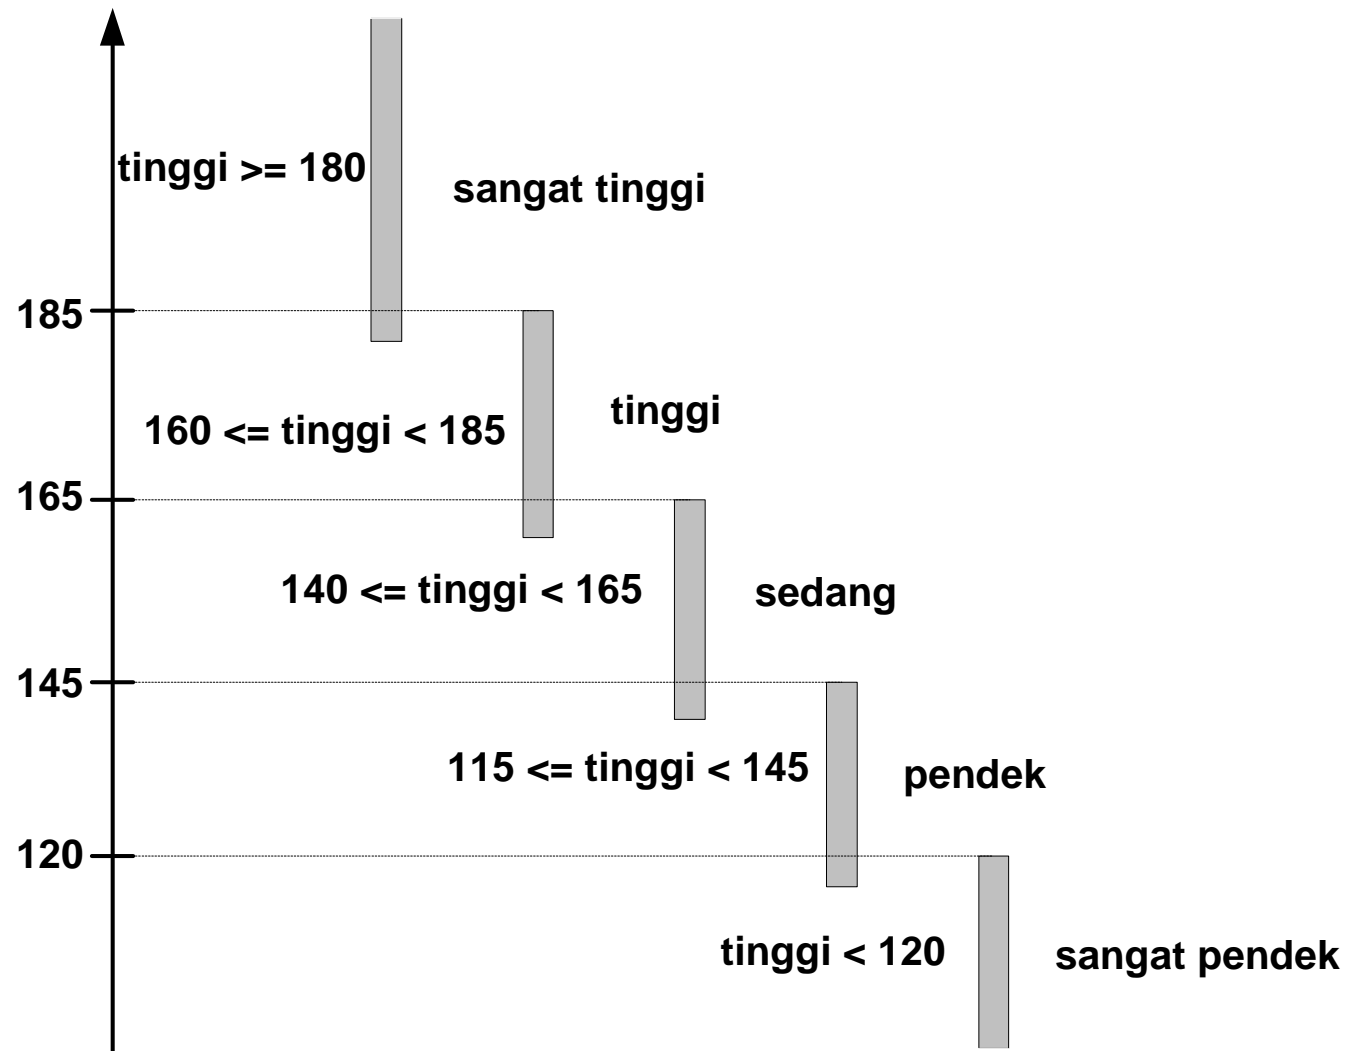 tinggi >= 180
sangat tinggi
185
tinggi
160 <= tinggi < 185
165
140 <= tinggi < 165
sedang
145
115 <= tinggi < 145
pendek
120
tinggi < 120
sangat pendek